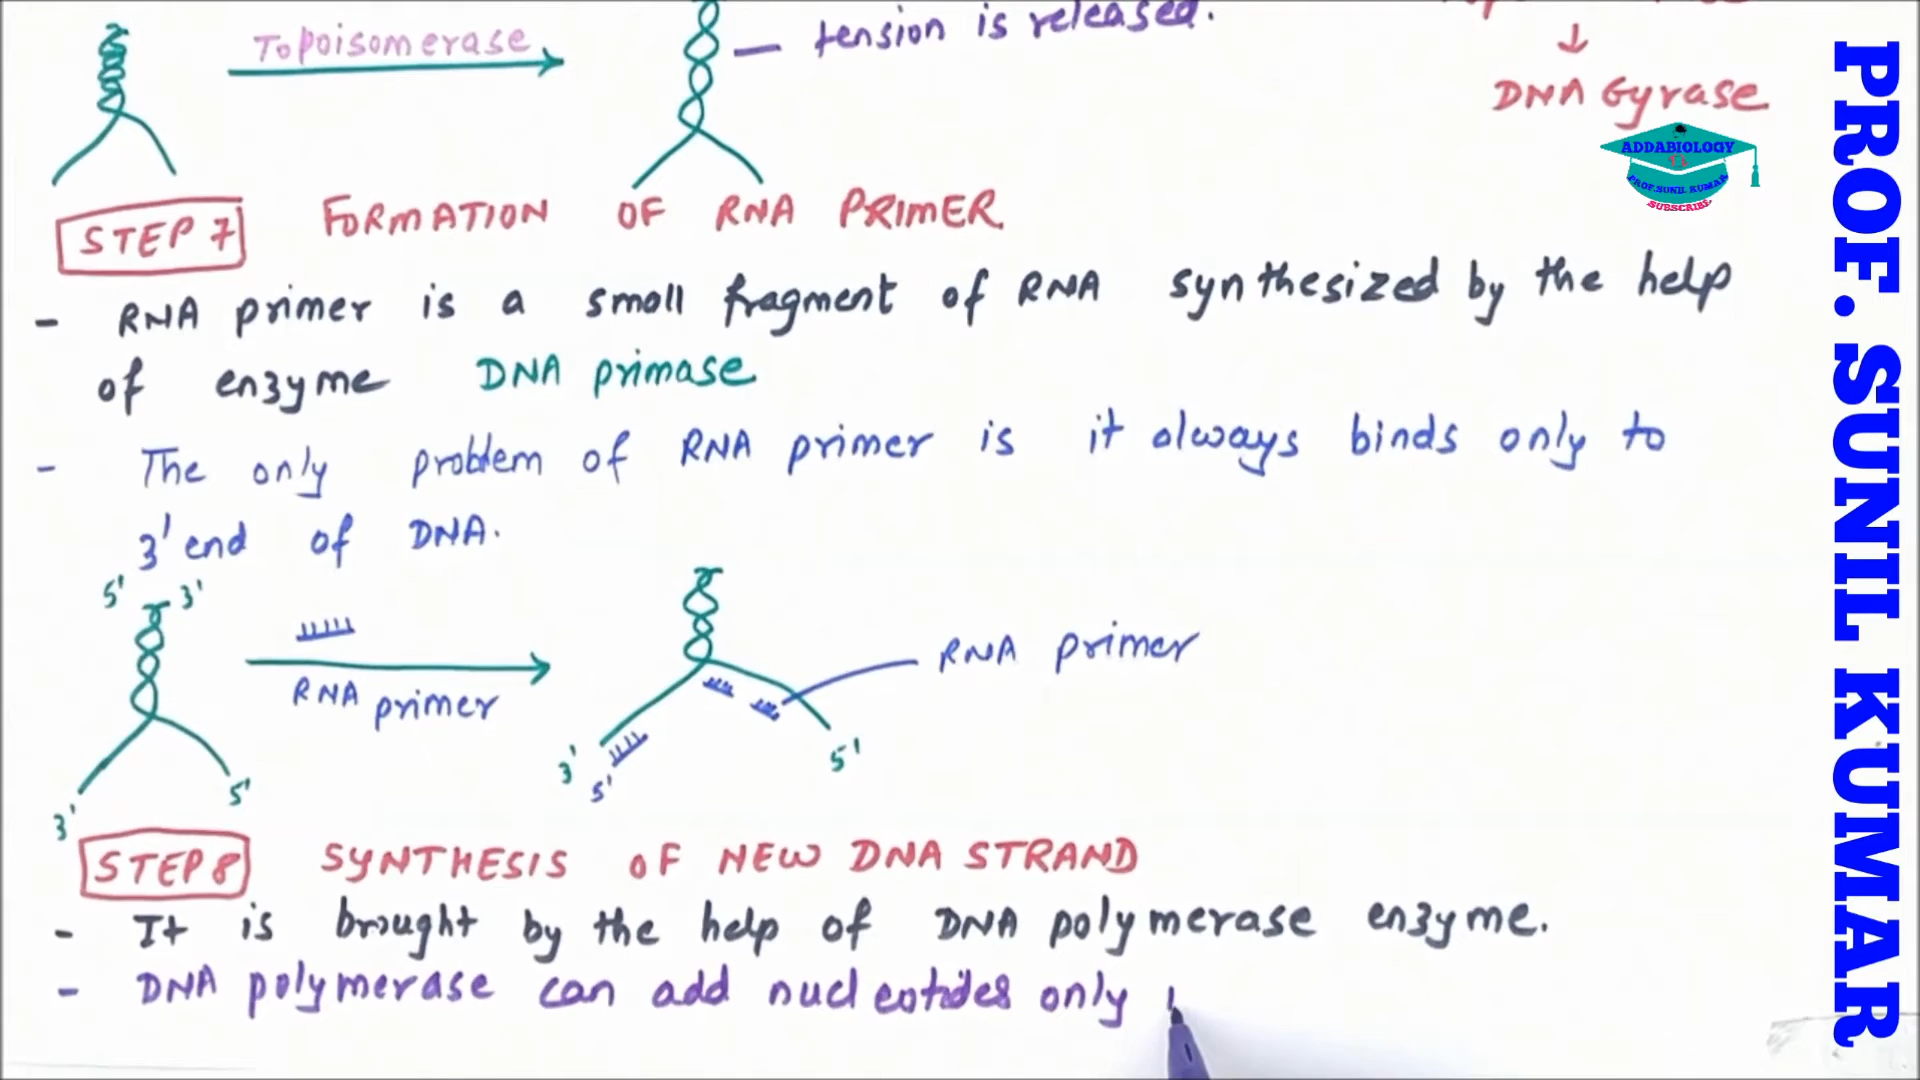 Topoisomerase
tension is released.
DNA Gyrase
ADDABIOLOGY
PROF.SUNIL KUMAR
SUBSCRIBE
PROF. SUNIL KUMAR
STEP 7 FORMATION OF RNA PRIMER
- RNA primer is a small fragment of RNA synthesized by the help
of enzyme DNA primase
- The only problem of RNA primer is it always binds only to
3' end of DNA.
5' 3'
RNA primer
3' 5'
RNA primer
3' 5' 5'
STEP 8 SYNTHESIS OF NEW DNA STRAND
- It is brought by the help of DNA polymerase enzyme.
- DNA polymerase can add nucleotides only